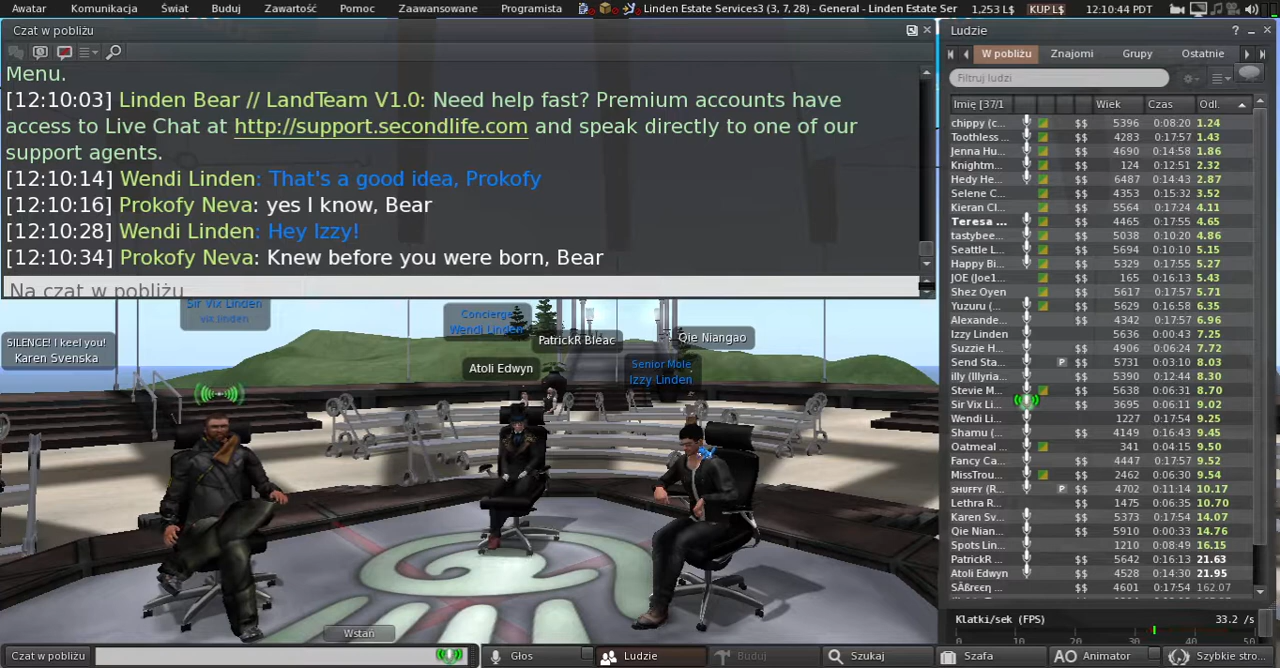 Awatar Komunikacja Świat Buduj Zawartość Pomoc Zaawansowane Programista Linden Estate Services3 (3, 7, 28) - General - Linden Estate Ser 1,253 L$ KUP L$ 12:10:44 PDT
Czat w pobliżu
Menu.
[12:10:03] Linden Bear // LandTeam V1.0: Need help fast? Premium accounts have
access to Live Chat at http://support.secondlife.com and speak directly to one of our
support agents.
[12:10:14] Wendi Linden: That's a good idea, Prokofy
[12:10:16] Prokofy Neva: yes I know, Bear
[12:10:28] Wendi Linden: Hey Izzy!
[12:10:34] Prokofy Neva: Knew before you were born, Bear
Na czat w pobliżu
Sir Vix Linden
vix linden
Concierge
Wendi Linden
SILENCE! I keel you!
Karen Svenska
PatrickR Bleac
Qie Niangao
Atoli Edwyn
Senior Mole
Izzy Linden
Wstań
Ludzie
W pobliżu Znajomi Grupy Ostatnie
Filtruj ludzi
Imię [37/1 Wiek Czas Odl.
chippy (c... $$ 5396 0:08:20 1.24
Toothless ... $$ 4283 0:17:57 1.43
Jenna Hu... $$ 4690 0:14:58 1.86
Knightm... $$ 124 0:12:51 2.32
Hedy He... $$ 6487 0:14:43 2.87
Selene C... $$ 4353 0:15:32 3.52
Kieran Cl... $$ 5564 0:17:24 4.11
Teresa ... $$ 4465 0:17:55 4.65
tastybee... $$ 5038 0:10:20 4.86
Seattle L... $$ 5694 0:10:10 5.15
Happy Bi... $$ 5329 0:17:55 5.27
JOE (Joe1... $$ 165 0:16:13 5.43
Shez Oyen $$ 5617 0:17:57 5.71
Yuzuru (... $$ 5629 0:16:58 6.35
Alexande... $$ 4342 0:17:57 6.96
Izzy Linden 5636 0:00:43 7.25
Suzzie H... $$ 4906 0:06:24 7.72
Send Sta... P $$ 5731 0:03:10 8.03
illy (Illyria... $$ 5390 0:12:44 8.30
Stevie M... $$ 5638 0:06:31 8.70
Sir Vix Li... $$ 3695 0:06:11 9.02
Wendi Li... 1227 0:17:54 9.25
Shamu (... $$ 4149 0:16:43 9.45
Oatmeal ... 341 0:04:15 9.50
Fancy Ca... $$ 4447 0:17:57 9.52
MissTrou... $$ 2462 0:06:30 9.54
sʜᴜꜰꜰʏ (R... P $$ 4702 0:11:14 10.17
Lethra R... $$ 1475 0:06:35 10.70
Karen Sv... $$ 5373 0:17:54 14.07
Qie Nian... $$ 5910 0:00:33 14.76
Spots Lin... 1210 0:08:49 16.15
PatrickR ... $$ 5642 0:16:13 21.63
Atoli Edwyn $$ 4528 0:14:30 21.95
$$ 4601 0:17:54 162.07
Klatki/sek (FPS) 33.2 /s
0 10 20 30 40 50
Czat w pobliżu Głos Ludzie Buduj Szukaj Szafa AO Animator Szybkie stro...